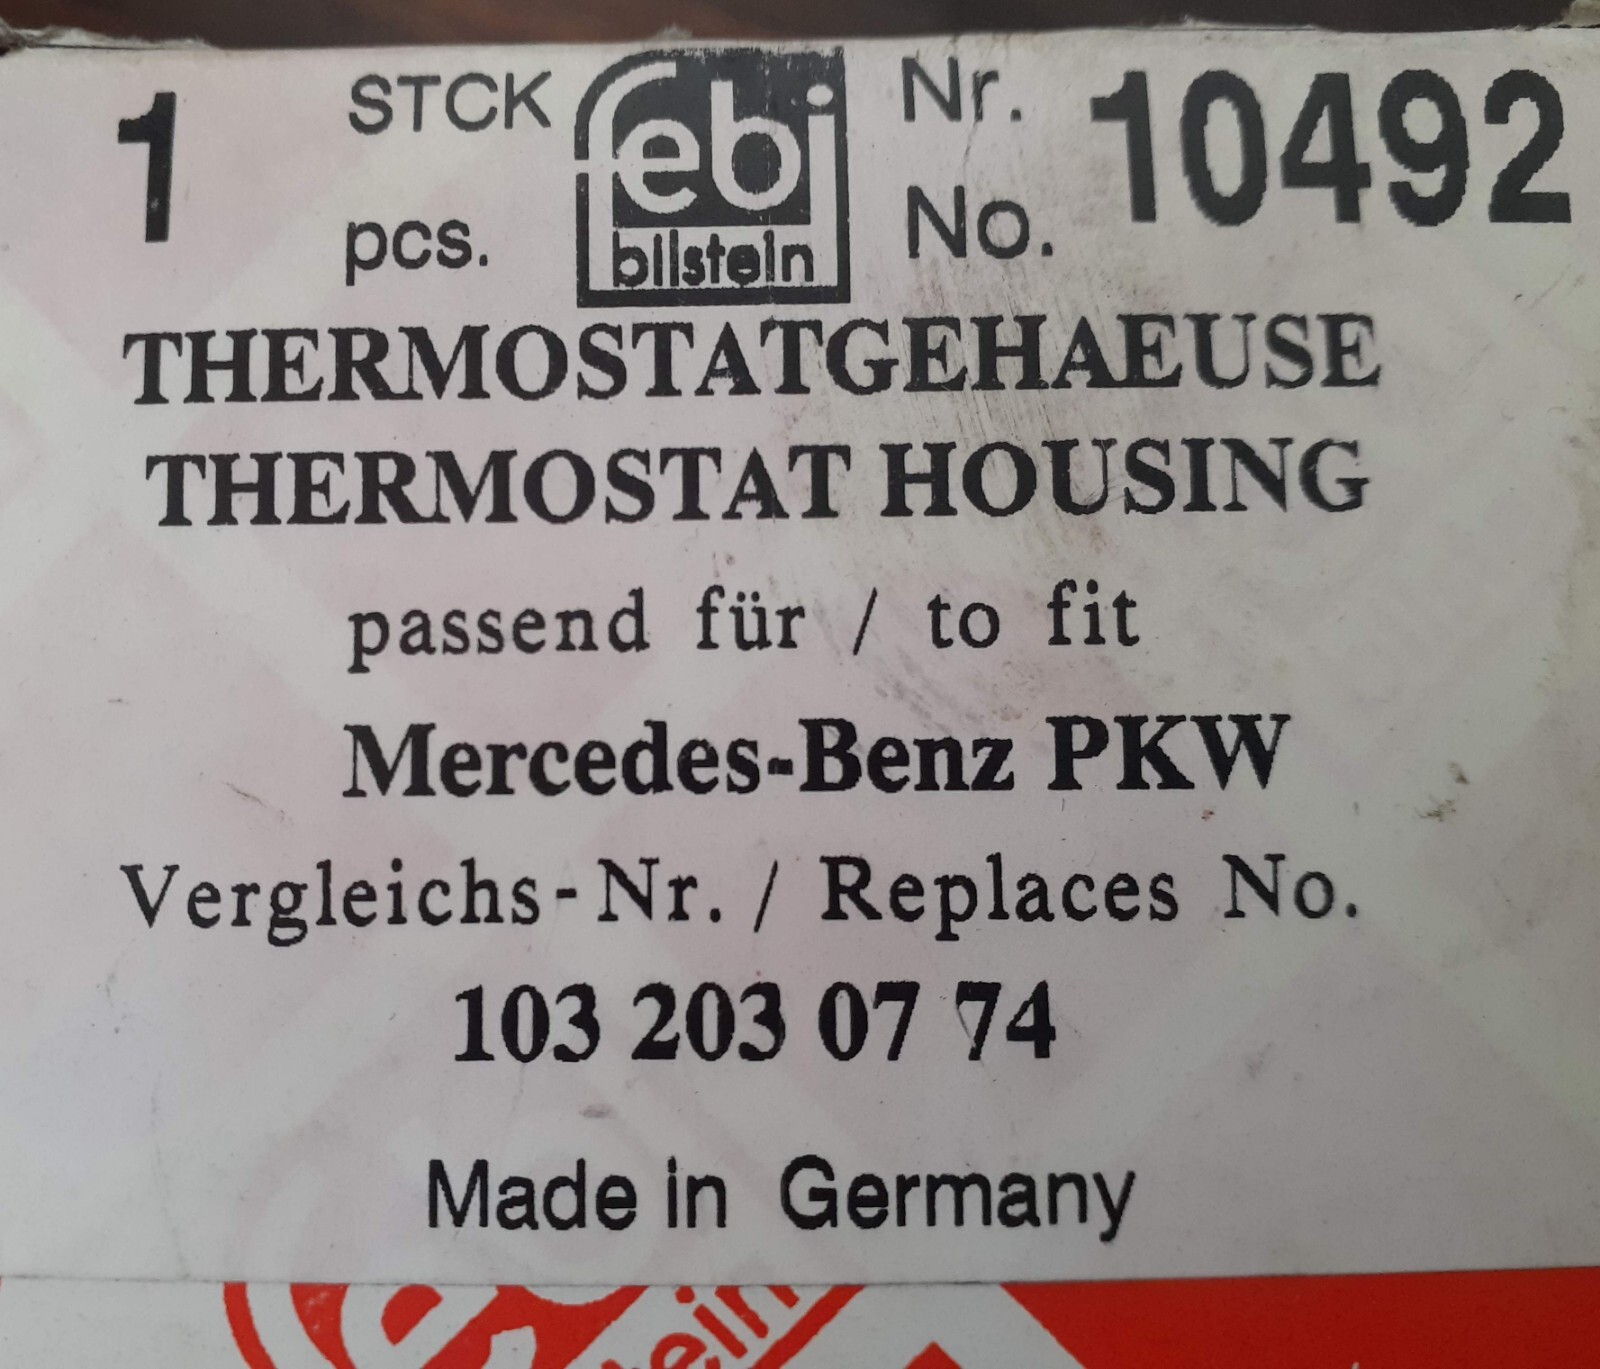 1 STCK pcs. febi bilstein Nr. No. 10492
THERMOSTATGEHAEUSE
THERMOSTAT HOUSING
passend für / to fit
Mercedes-Benz PKW
Vergleichs-Nr. / Replaces No.
103 203 07 74
Made in Germany